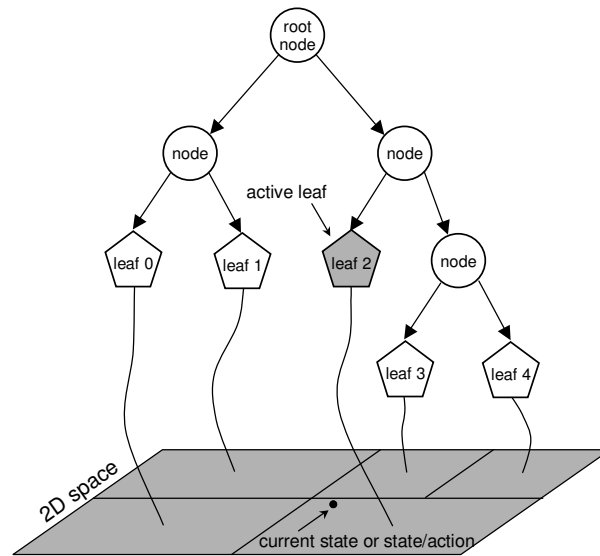 root
node
node
node
active leaf
leaf 0
leaf 1
leaf 2
node
leaf 3
leaf 4
2D space
current state or state/action